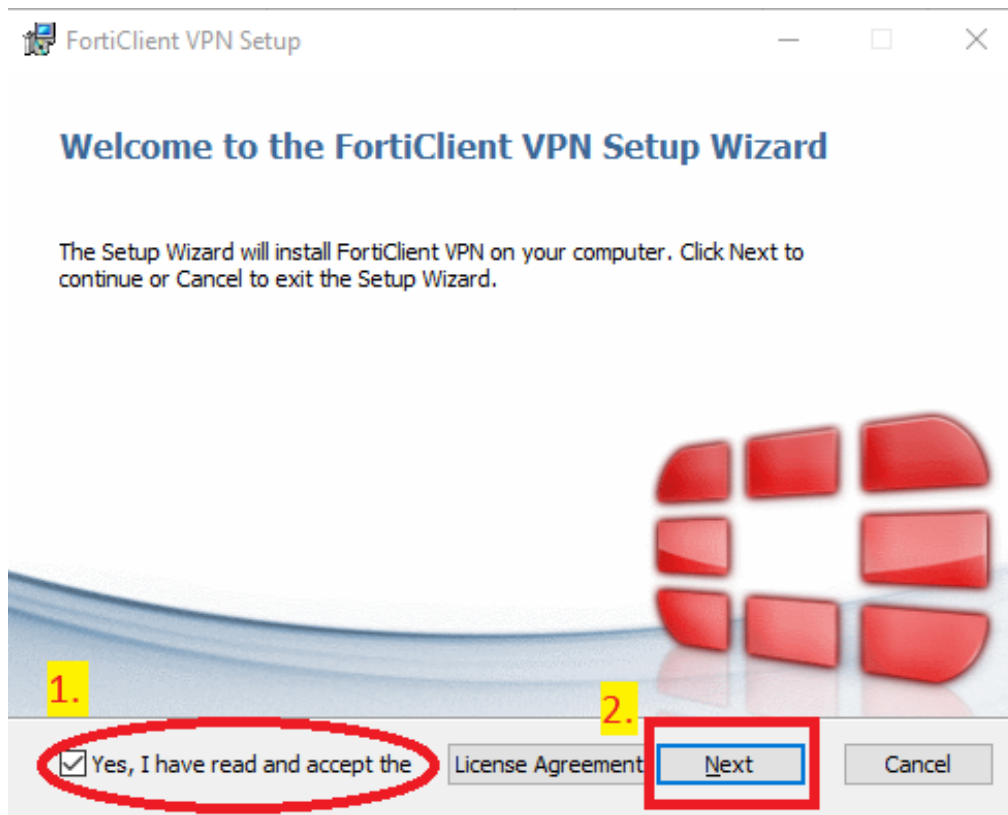 FortiClient VPN Setup
Welcome to the FortiClient VPN Setup Wizard
The Setup Wizard will install FortiClient VPN on your computer. Click Next to
continue or Cancel to exit the Setup Wizard.
1.
2.
Yes, I have read and accept the License Agreement Next Cancel